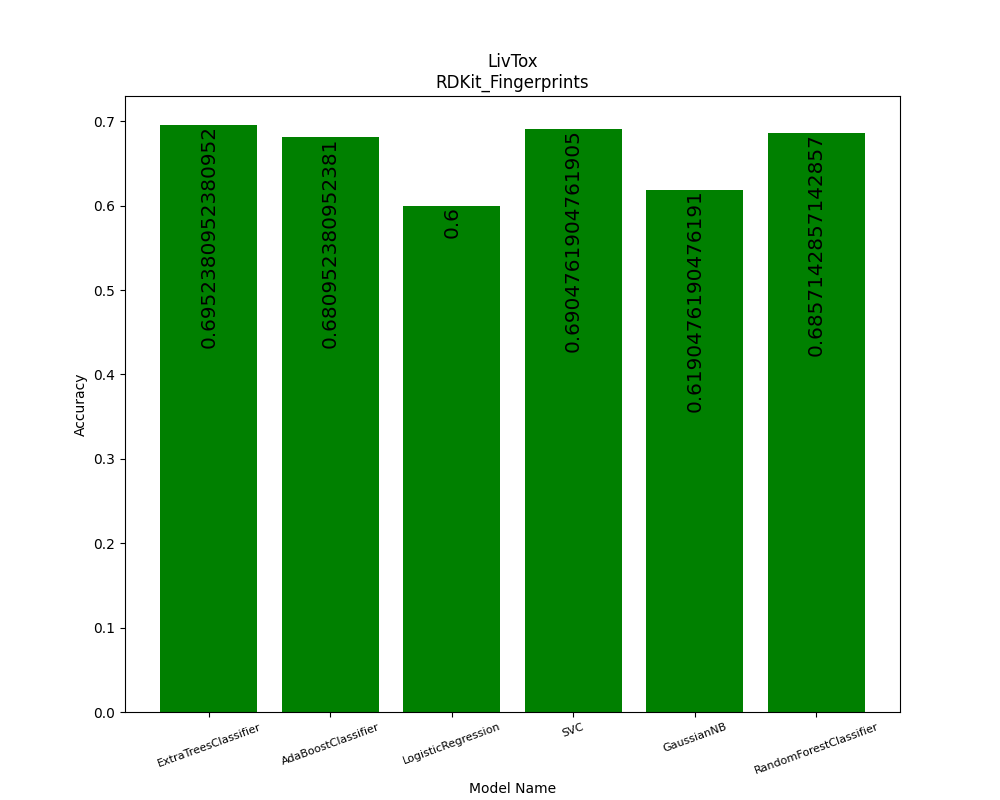 LivTox
RDKit_Fingerprints
Accuracy
0.7
0.6
0.5
0.4
0.3
0.2
0.1
0.0
0.6952380952380952
0.680952380952381
0.6
0.6904761904761905
0.6190476190476191
0.6857142857142857
ExtraTreesClassifier
AdaBoostClassifier
LogisticRegression
SVC
GaussianNB
RandomForestClassifier
Model Name